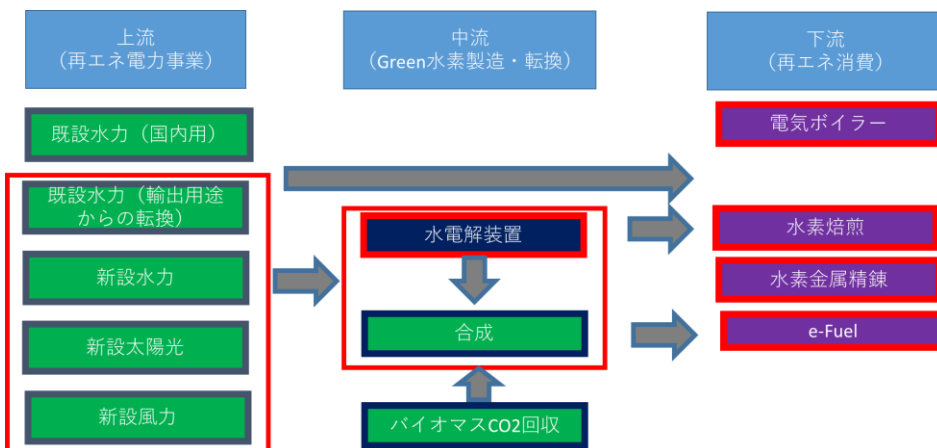 上流
（再エネ電力事業）
中流
（Green水素製造・転換）
下流
（再エネ消費）
既設水力（国内用）
既設水力（輸出用途
からの転換）
新設水力
新設太陽光
新設風力
水電解装置
合成
バイオマスCO2回収
電気ボイラー
水素焙煎
水素金属精錬
e-Fuel